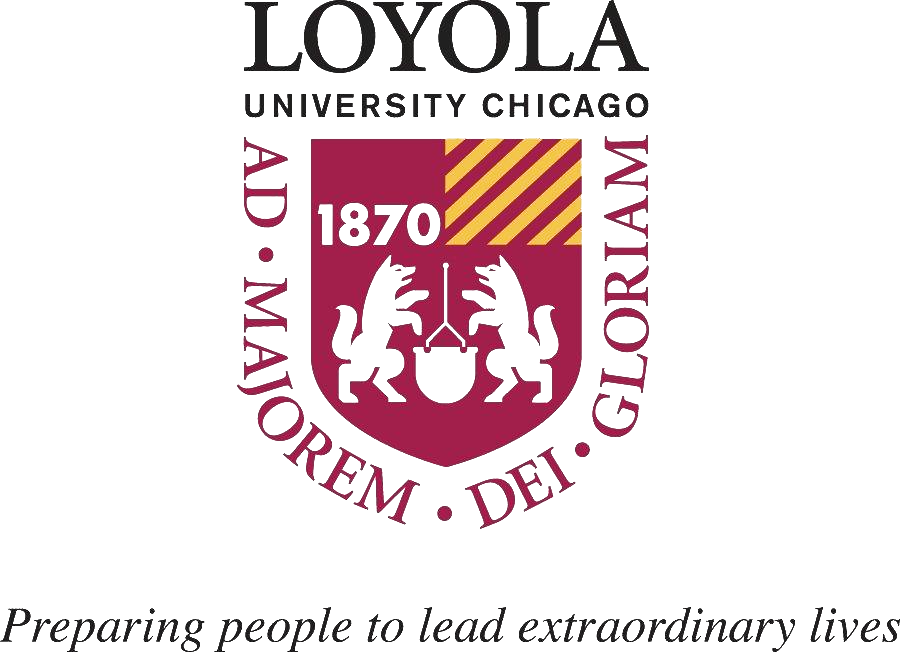 LOYOLA
UNIVERSITY CHICAGO
AD • MAJOREM • DEI • GLORIAM
1870
Preparing people to lead extraordinary lives